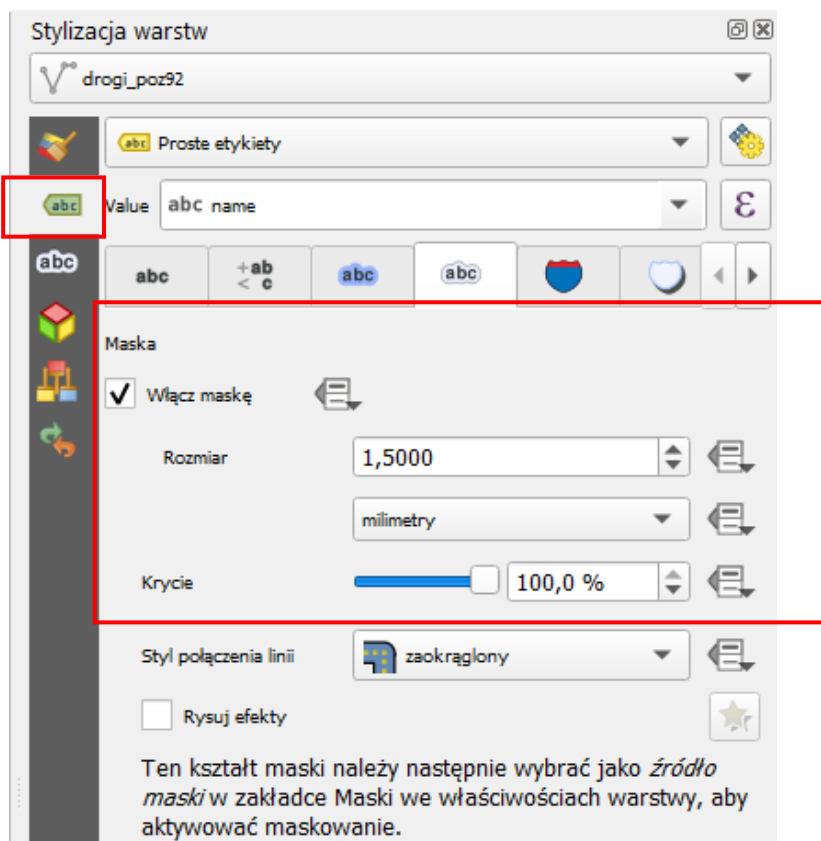 Stylizacja warstw
drogi_poz92
abc Proste etykiety
abc
Value abc name ε
abc
abc +ab < c abc abc
Maska
Włącz maskę
Rozmiar 1,5000
milimetry
Krycie 100,0 %
Styl połączenia linii zaokrąglony
Rysuj efekty
Ten kształt maski należy następnie wybrać jako źródło
maski w zakładce Maski we właściwościach warstwy, aby
aktywować maskowanie.